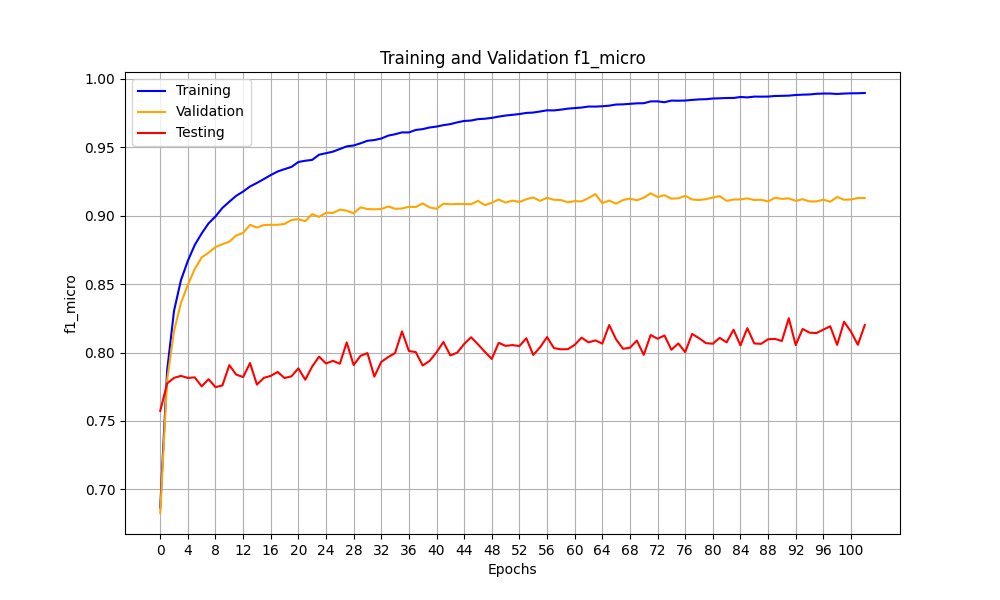 Training and Validation f1_micro
Training
Validation
Testing
1.00
0.95
0.90
0.85
0.80
0.75
0.70
f1_micro
0 4 8 12 16 20 24 28 32 36 40 44 48 52 56 60 64 68 72 76 80 84 88 92 96 100
Epochs